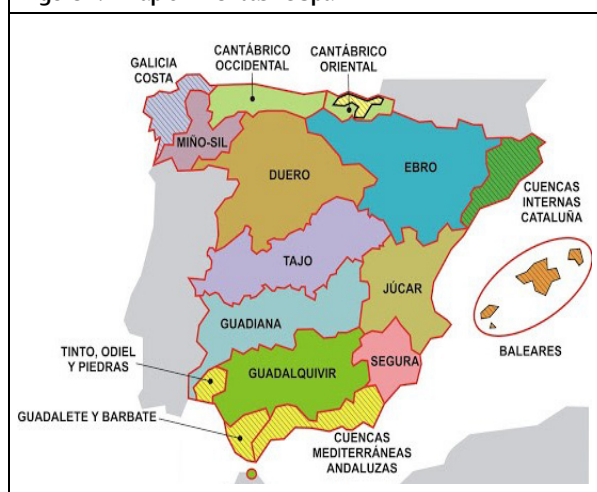 CANTÁBRICO
OCCIDENTAL
CANTÁBRICO
ORIENTAL
GALICIA
COSTA
MIÑO-SIL
DUERO
EBRO
CUENCAS
INTERNAS
CATALUÑA
TAJO
JÚCAR
GUADIANA
BALEARES
TINTO, ODIEL
Y PIEDRAS
GUADALQUIVIR
SEGURA
GUADALETE Y BARBATE
CUENCAS
MEDITERRÁNEAS
ANDALUZAS